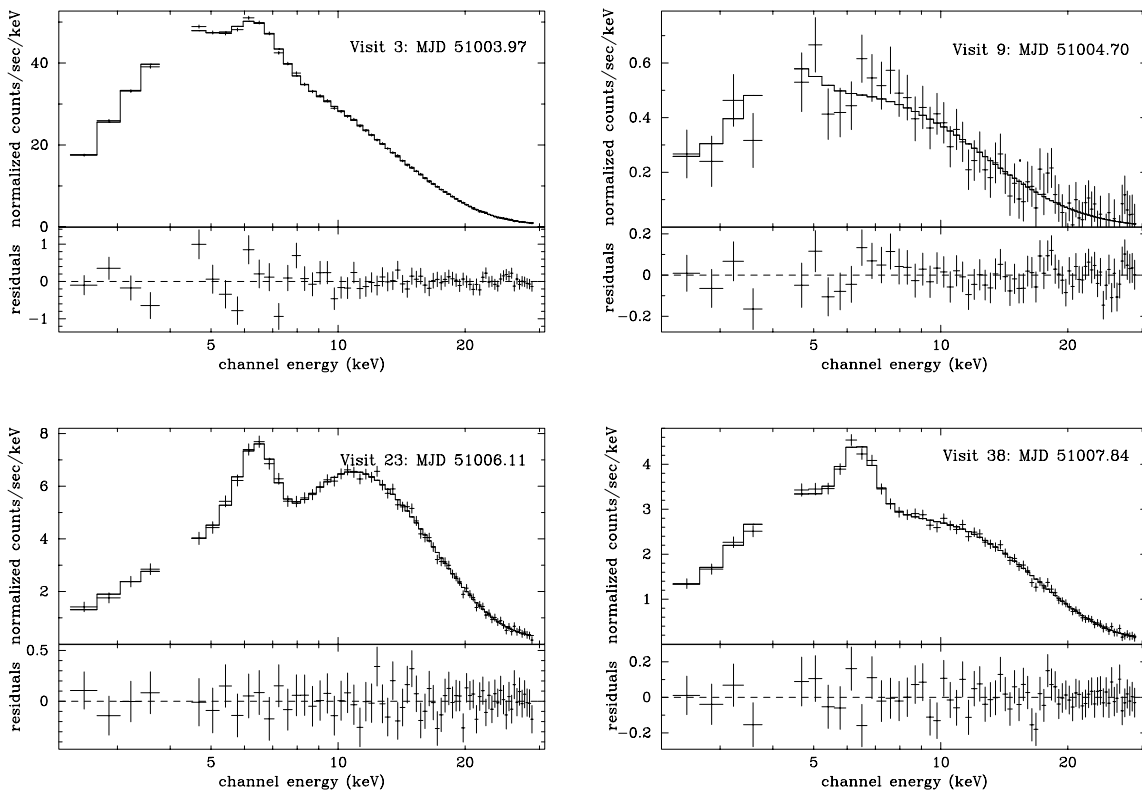 normalized counts/sec/keV
40
20
0
Visit 3: MJD 51003.97
residuals
1
0
−1
5
10
20
channel energy (keV)
normalized counts/sec/keV
0.6
0.4
0.2
Visit 9: MJD 51004.70
residuals
0.2
0
−0.2
5
10
20
channel energy (keV)
normalized counts/sec/keV
8
6
4
2
Visit 23: MJD 51006.11
residuals
0.5
0
5
10
20
channel energy (keV)
normalized counts/sec/keV
4
3
2
1
Visit 38: MJD 51007.84
residuals
0.2
0
−0.2
5
10
20
channel energy (keV)